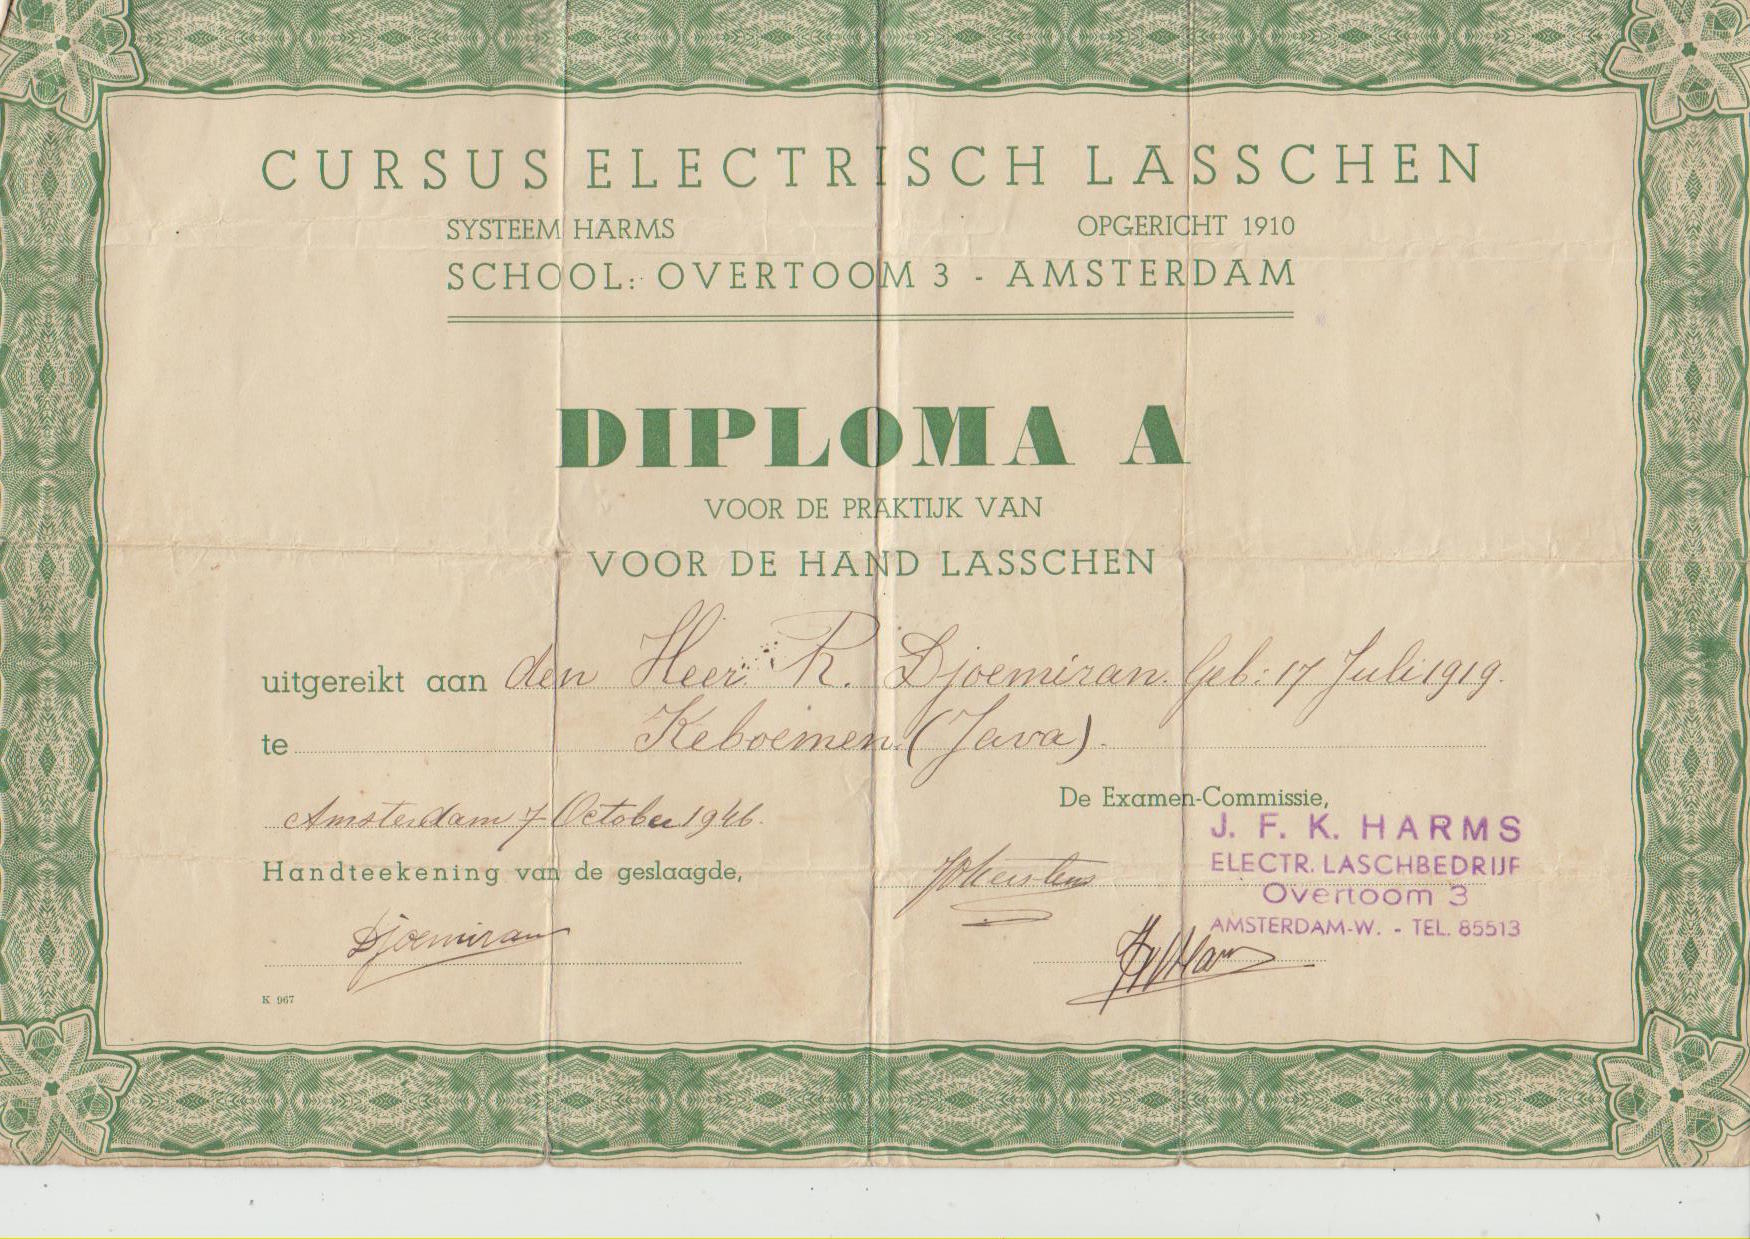 CURSUS ELECTRISCH LASSCHEN
SYSTEEM HARMS OPGERICHT 1910
SCHOOL: OVERTOOM 3 - AMSTERDAM
DIPLOMA A
VOOR DE PRAKTIJK VAN
VOOR DE HAND LASSCHEN
uitgereikt aan den Heer R. Djoemiran. Geb: 17 Juli 1919.
te Keboemen (Java).
Amsterdam 7 October 1946.
De Examen-Commissie,
J. F. K. HARMS
ELECTR. LASCHBEDRIJF
Overtoom 3
AMSTERDAM-W. - TEL. 85513
Handteekening van de geslaagde,
Djoemiran
K 967